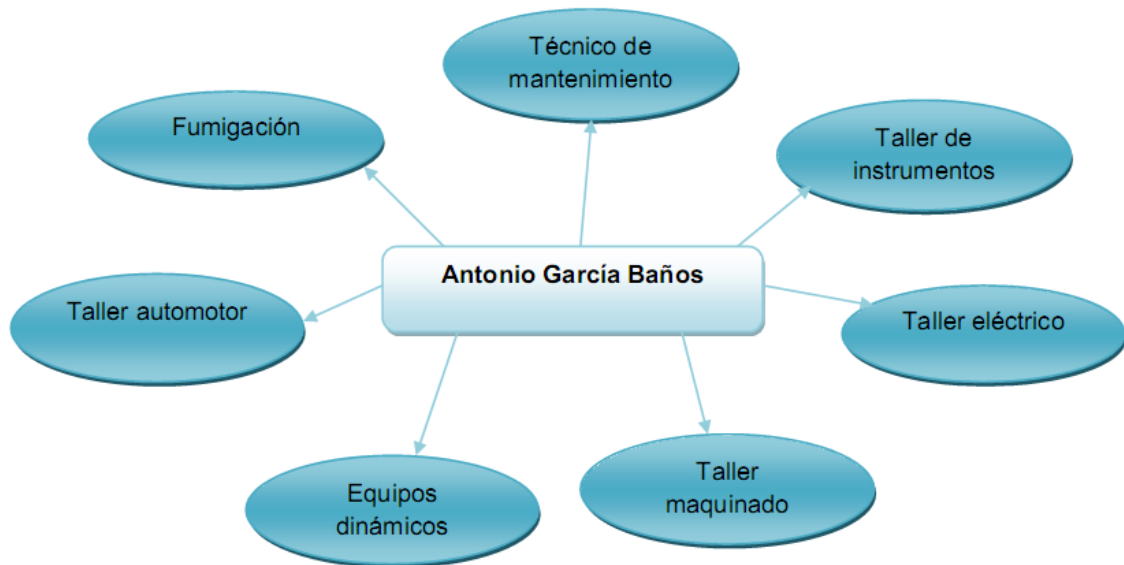 Técnico de
mantenimiento
Fumigación
Taller de
instrumentos
Antonio García Baños
Taller automotor
Taller eléctrico
Equipos
dinámicos
Taller
maquinado